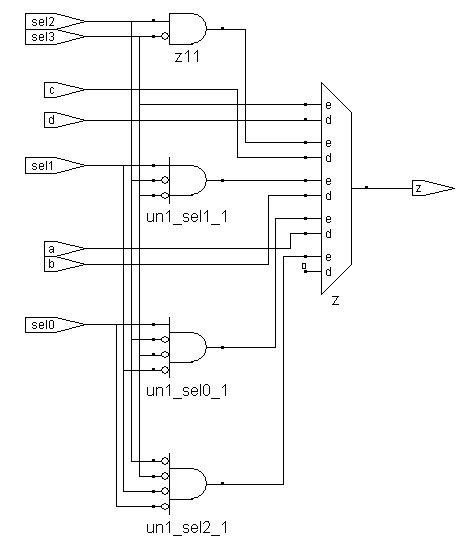 sel2
sel3
z11
c
d
sel1
un1_sel1_1
a
b
sel0
un1_sel0_1
un1_sel2_1
e
d
e
d
e
d
e
d
e
d
z
z